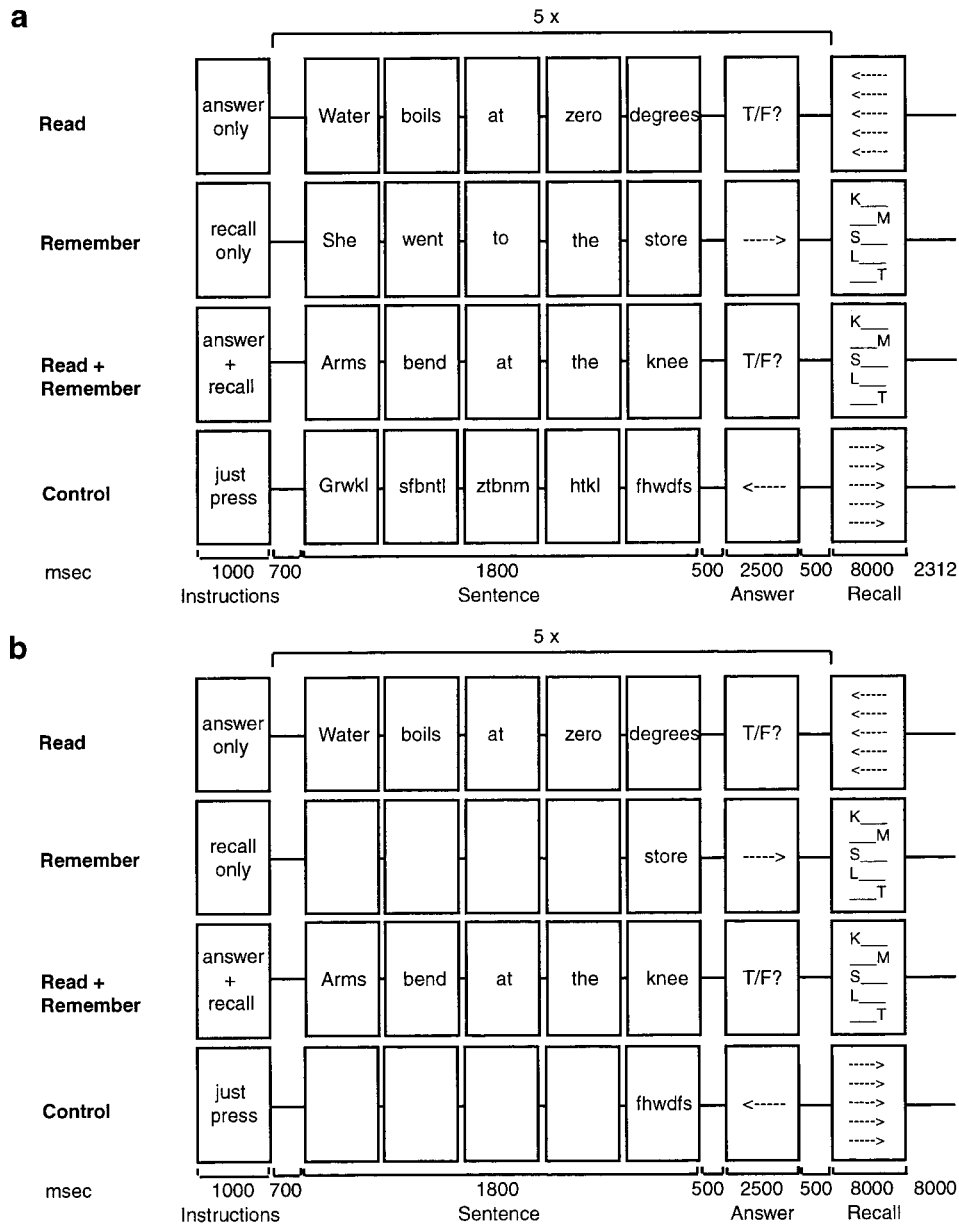 a
5 x
Read
answer only
Water boils at zero degrees
T/F?
<-----
<-----
<-----
<-----
<-----
Remember
recall only
She went to the store
----->
K___
___M
S___
L___
___T
Read + Remember
answer + recall
Arms bend at the knee
T/F?
K___
___M
S___
L___
___T
Control
just press
Grwkl sfbntl ztbnm htkl fhwdfs
<-----
----->
----->
----->
----->
----->
msec 1000 700 1800 500 2500 500 8000 2312
Instructions Sentence Answer Recall
b
5 x
Read
answer only
Water boils at zero degrees
T/F?
<-----
<-----
<-----
<-----
<-----
Remember
recall only
store
----->
K___
___M
S___
L___
___T
Read + Remember
answer + recall
Arms bend at the knee
T/F?
K___
___M
S___
L___
___T
Control
just press
fhwdfs
<-----
----->
----->
----->
----->
----->
msec 1000 700 1800 500 2500 500 8000 8000
Instructions Sentence Answer Recall